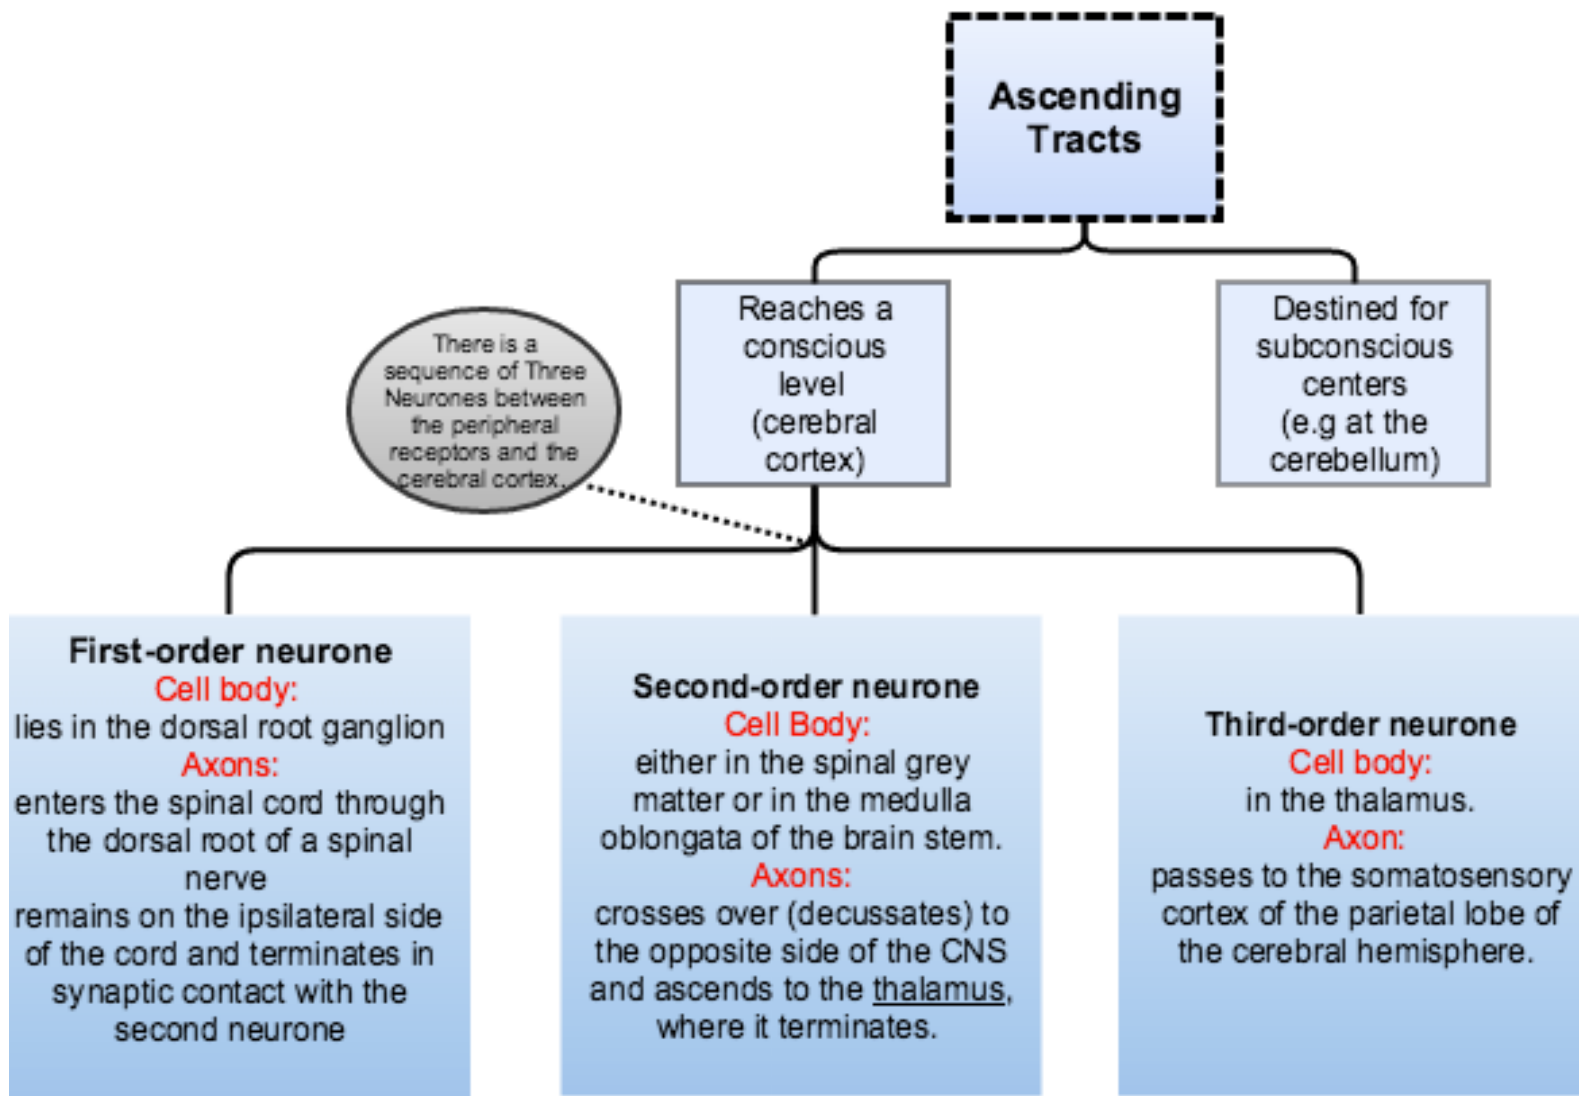 Ascending
Tracts
Reaches a
conscious
level
(cerebral
cortex)
Destined for
subconscious
centers
(e.g at the
cerebellum)
There is a
sequence of Three
Neurones between
the peripheral
receptors and the
cerebral cortex.
First-order neurone
Cell body:
lies in the dorsal root ganglion
Axons:
enters the spinal cord through
the dorsal root of a spinal
nerve
remains on the ipsilateral side
of the cord and terminates in
synaptic contact with the
second neurone
Second-order neurone
Cell Body:
either in the spinal grey
matter or in the medulla
oblongata of the brain stem.
Axons:
crosses over (decussates) to
the opposite side of the CNS
and ascends to the thalamus,
where it terminates.
Third-order neurone
Cell body:
in the thalamus.
Axon:
passes to the somatosensory
cortex of the parietal lobe of
the cerebral hemisphere.